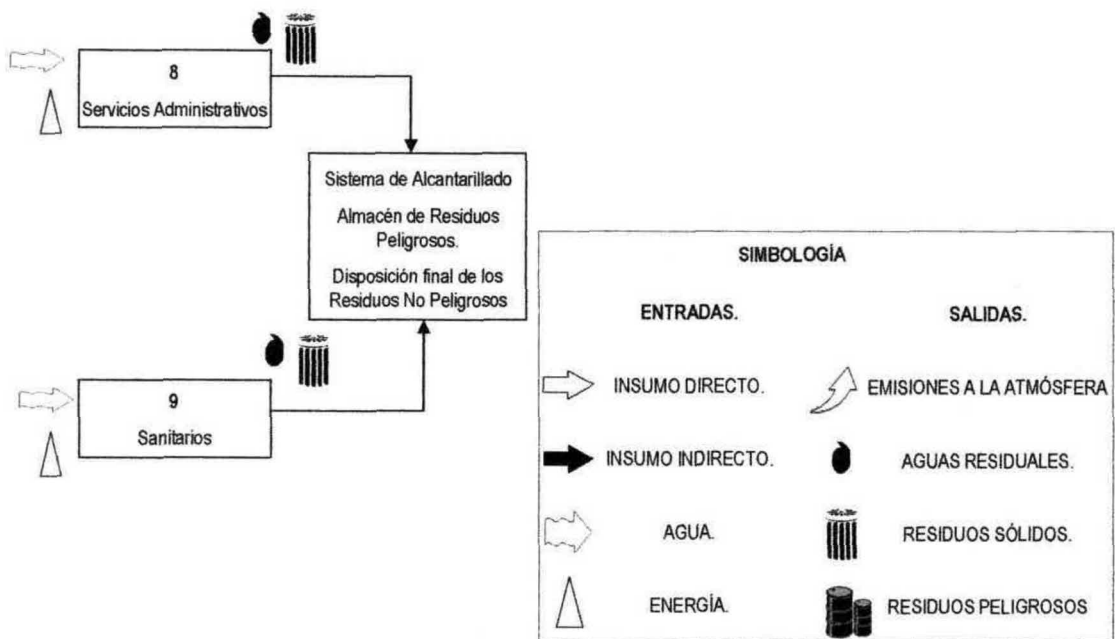 8
Servicios Administrativos
Sistema de Alcantarillado
Almacén de Residuos
Peligrosos.
Disposición final de los
Residuos No Peligrosos
9
Sanitarios
SIMBOLOGÍA
ENTRADAS.
SALIDAS.
INSUMO DIRECTO.
EMISIONES A LA ATMÓSFERA
INSUMO INDIRECTO.
AGUAS RESIDUALES.
AGUA.
RESIDUOS SÓLIDOS.
ENERGÍA.
RESIDUOS PELIGROSOS